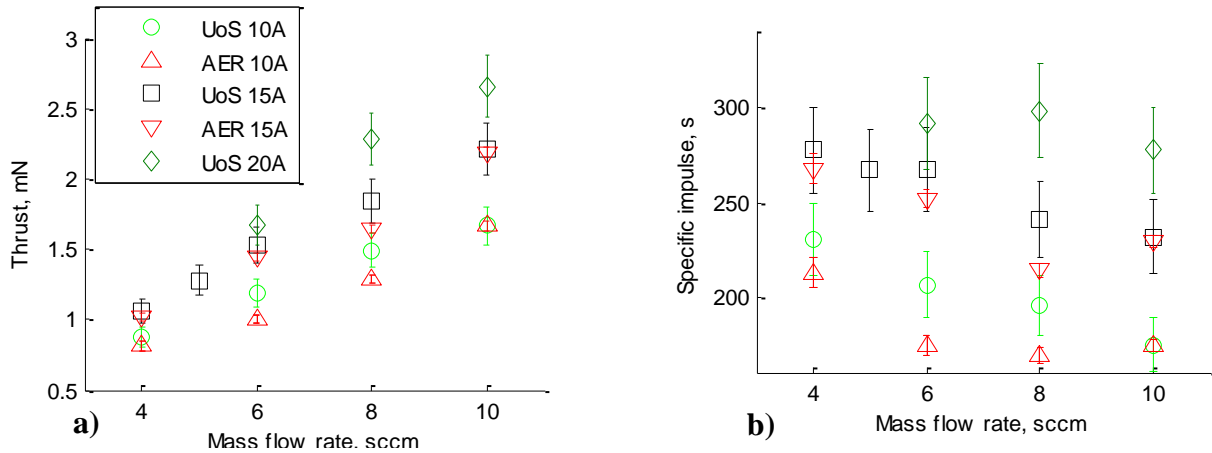 UoS 10A
AER 10A
UoS 15A
AER 15A
UoS 20A
3
2.5
2
1.5
1
0.5
Thrust, mN
4 6 8 10
Mass flow rate, sccm
a)
300
250
200
Specific impulse, s
4 6 8 10
Mass flow rate, sccm
b)